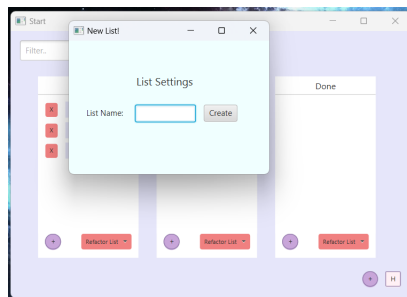 Start
New List!
Filter..
List Settings
List Name:
Create
Done
X
X
X
+
Refactor List
+
Refactor List
+
Refactor List
+
H